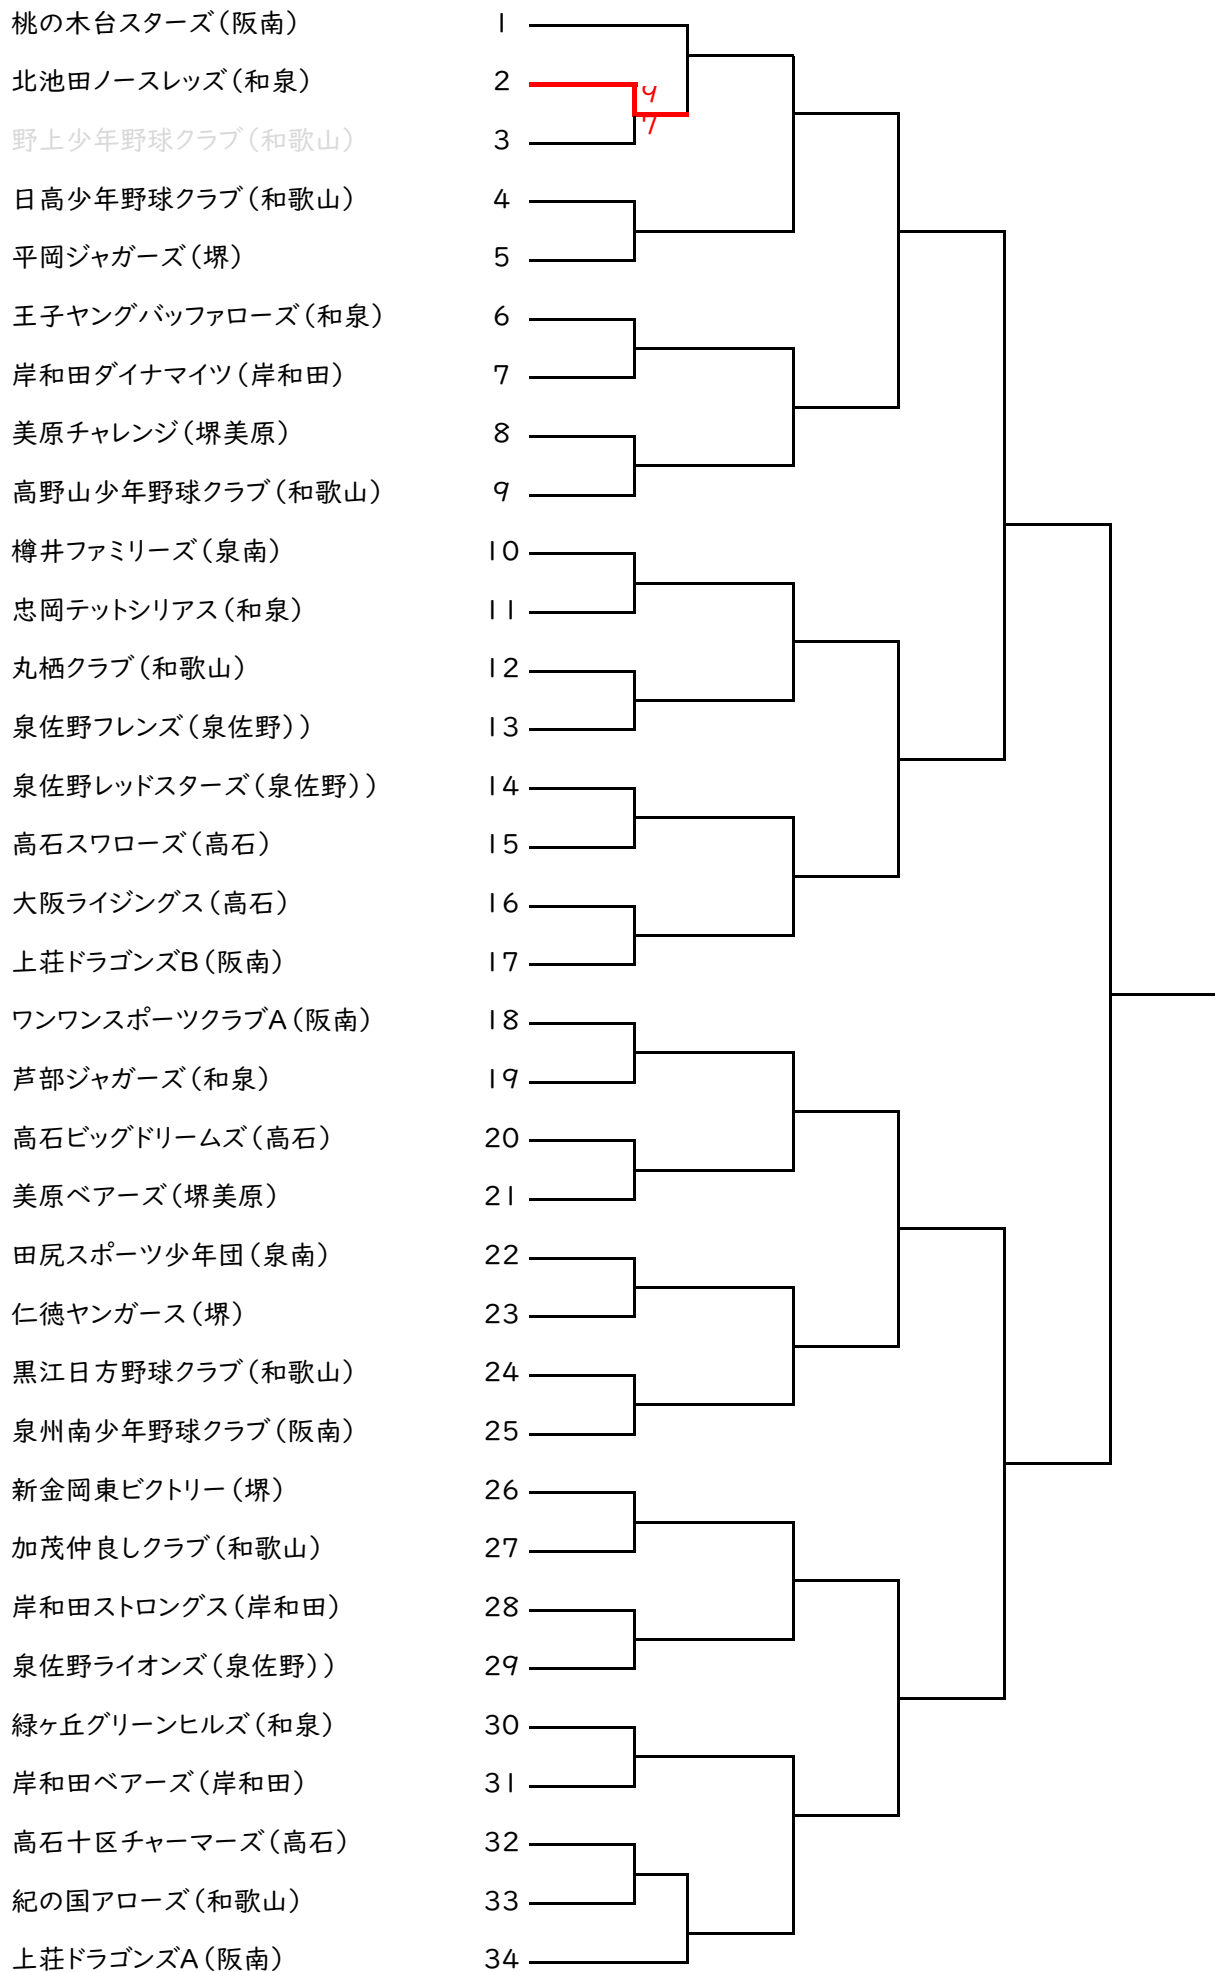 桃の木台スターズ(阪南) 1
北池田ノースレッズ(和泉) 2
9
7
野上少年野球クラブ(和歌山) 3
日高少年野球クラブ(和歌山) 4
平岡ジャガーズ(堺) 5
王子ヤングバッファローズ(和泉) 6
岸和田ダイナマイツ(岸和田) 7
美原チャレンジ(堺美原) 8
高野山少年野球クラブ(和歌山) 9
樽井ファミリーズ(泉南) 10
忠岡テットシリアス(和泉) 11
丸栖クラブ(和歌山) 12
泉佐野フレンズ(泉佐野)) 13
泉佐野レッドスターズ(泉佐野)) 14
高石スワローズ(高石) 15
大阪ライジングス(高石) 16
上荘ドラゴンズB(阪南) 17
ワンワンスポーツクラブA(阪南) 18
芦部ジャガーズ(和泉) 19
高石ビッグドリームズ(高石) 20
美原ベアーズ(堺美原) 21
田尻スポーツ少年団(泉南) 22
仁徳ヤンガース(堺) 23
黒江日方野球クラブ(和歌山) 24
泉州南少年野球クラブ(阪南) 25
新金岡東ビクトリー(堺) 26
加茂仲良しクラブ(和歌山) 27
岸和田ストロングス(岸和田) 28
泉佐野ライオンズ(泉佐野)) 29
緑ヶ丘グリーンヒルズ(和泉) 30
岸和田ベアーズ(岸和田) 31
高石十区チャーマーズ(高石) 32
紀の国アローズ(和歌山) 33
上荘ドラゴンズA(阪南) 34